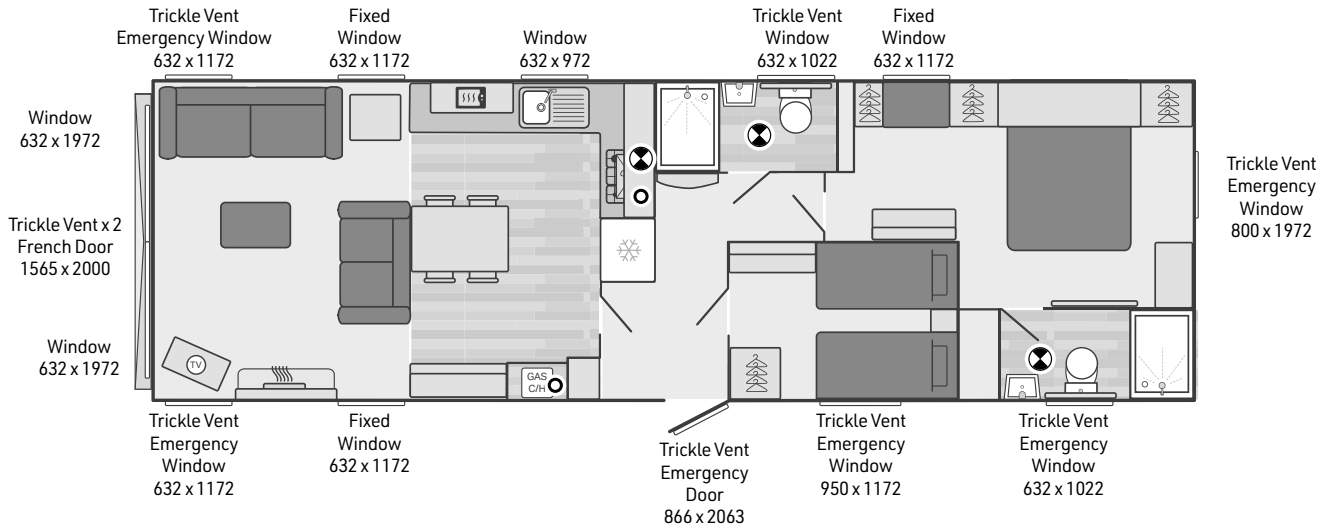 Trickle Vent
Emergency Window
632 x 1172
Fixed
Window
632 x 1172
Window
632 x 972
Trickle Vent
Window
632 x 1022
Fixed
Window
632 x 1172
Window
632 x 1972
Trickle Vent x 2
French Door
1565 x 2000
Window
632 x 1972
Trickle Vent
Emergency
Window
800 x 1972
TV
GAS
C/H
Trickle Vent
Emergency
Window
632 x 1172
Fixed
Window
632 x 1172
Trickle Vent
Emergency
Door
866 x 2063
Trickle Vent
Emergency
Window
950 x 1172
Trickle Vent
Emergency
Window
632 x 1022